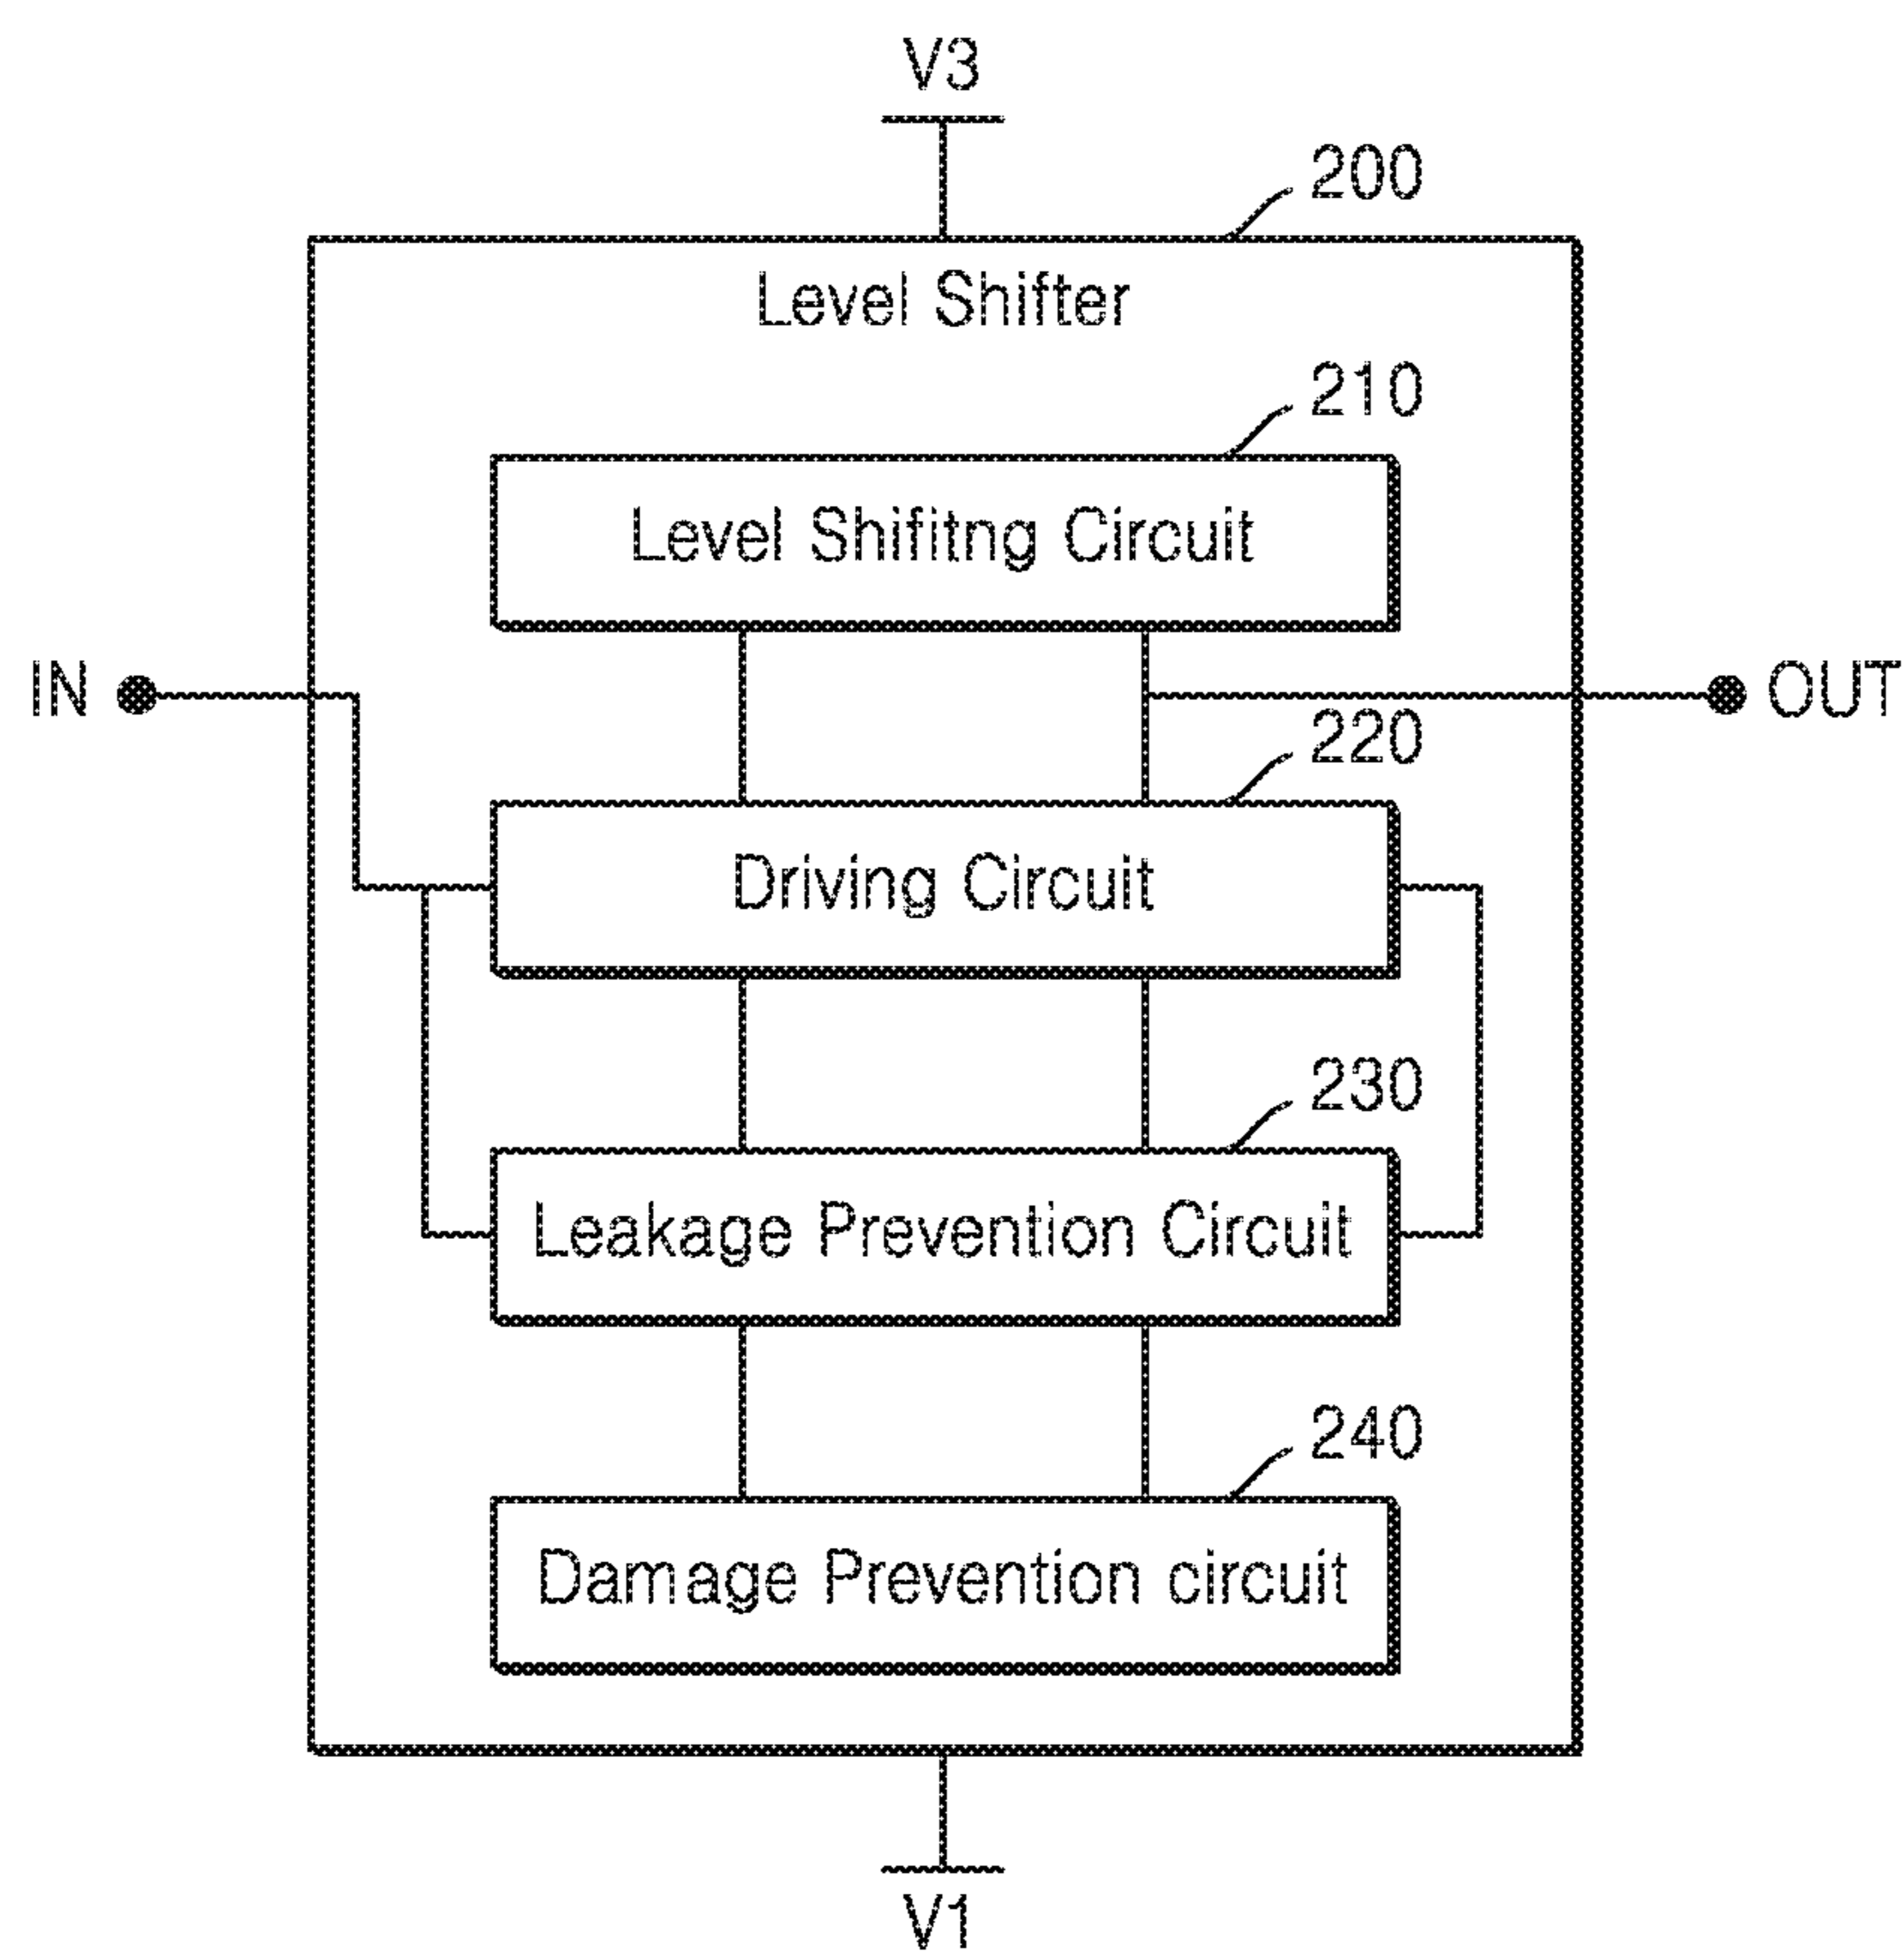 V3
200
Level Shifter
210
Level Shifitng Circuit
IN
OUT
220
Driving Circuit
230
Leakage Prevention Circuit
240
Damage Prevention circuit
V1